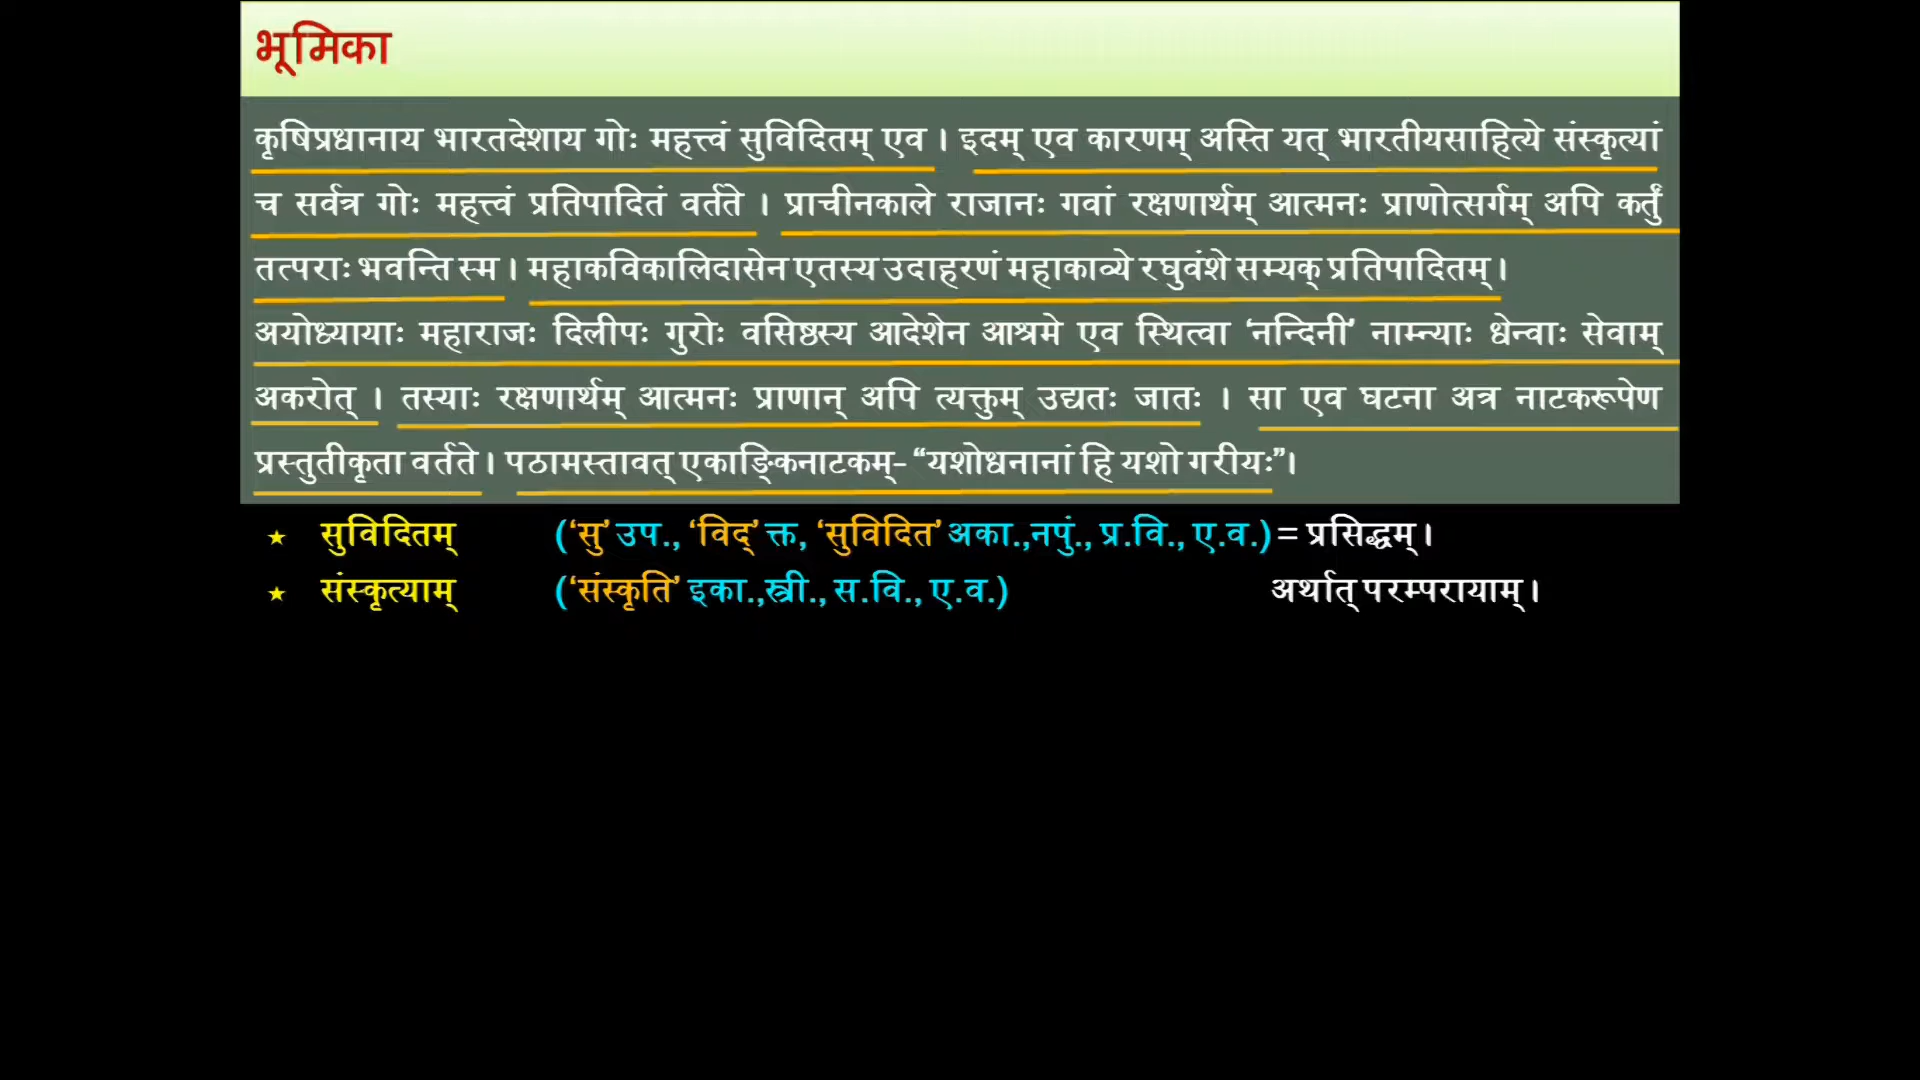 भूमिका
कृषिप्रधानाय भारतदेशाय गोः महत्त्वं सुविदितम् एव । इदम् एव कारणम् अस्ति यत् भारतीयसाहित्ये संस्कृत्यां
च सर्वत्र गोः महत्त्वं प्रतिपादितं वर्तते । प्राचीनकाले राजानः गवां रक्षणार्थम् आत्मनः प्राणोत्सर्गम् अपि कर्तुं
तत्पराः भवन्ति स्म । महाकविकालिदासेन एतस्य उदाहरणं महाकाव्ये रघुवंशे सम्यक् प्रतिपादितम् ।
अयोध्यायाः महाराजः दिलीपः गुरोः वसिष्ठस्य आदेशेन आश्रमे एव स्थित्वा ‘नन्दिनी’ नाम्न्याः धेन्वाः सेवाम्
अकरोत् । तस्याः रक्षणार्थम् आत्मनः प्राणान् अपि त्यक्तुम् उद्यतः जातः । सा एव घटना अत्र नाटकरूपेण
प्रस्तुतीकृता वर्तते । पठामस्तावत् एकाङ्किनाटकम्- “यशोधनानां हि यशो गरीयः”।
★ सुविदितम् (‘सु’ उप., ‘विद्’ क्त, ‘सुविदित’ अका.,नपुं., प्र.वि., ए.व.) = प्रसिद्धम् ।
★ संस्कृत्याम् (‘संस्कृति’ इका.,स्त्री., स.वि., ए.व.) अर्थात् परम्परायाम् ।